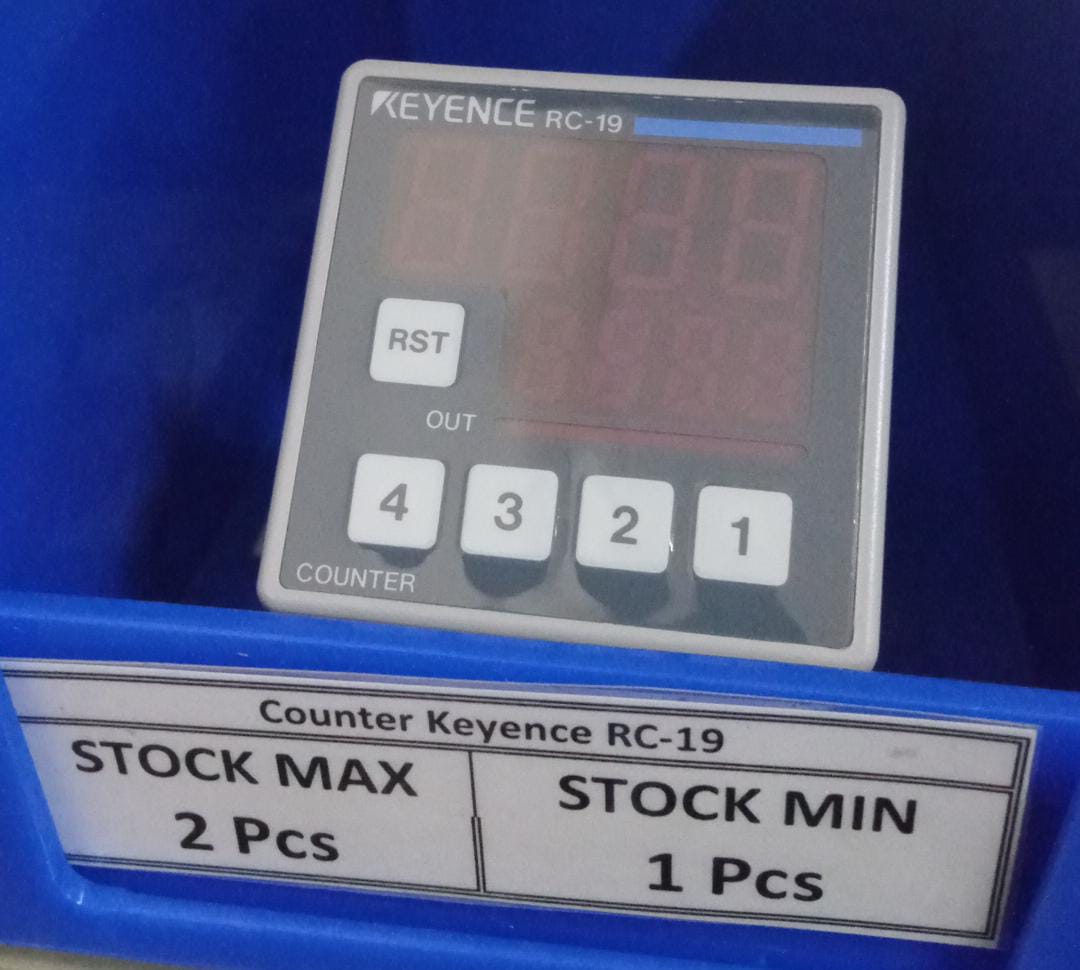 KEYENCE RC-19
RST
OUT
4 3 2 1
COUNTER
Counter Keyence RC-19
STOCK MAX
2 Pcs
STOCK MIN
1 Pcs